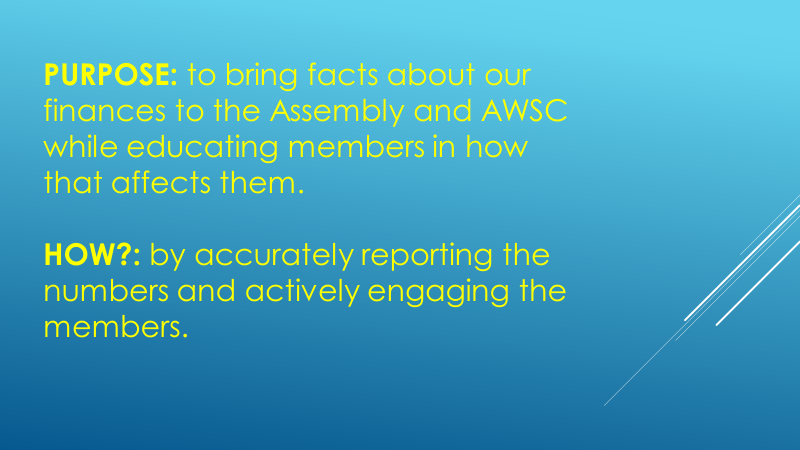 PURPOSE: to bring facts about our
finances to the Assembly and AWSC
while educating members in how
that affects them.
HOW?: by accurately reporting the
numbers and actively engaging the
members.